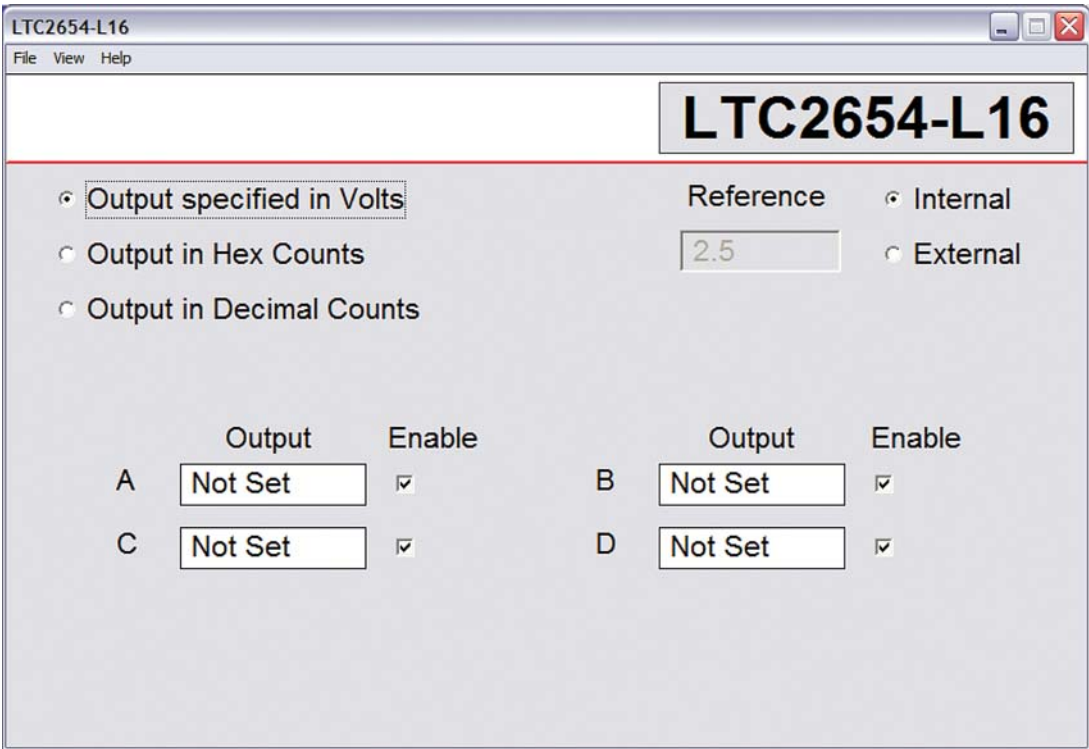 LTC2654-L16
File View Help
LTC2654-L16
Output specified in Volts
Reference
Internal
Output in Hex Counts
2.5
External
Output in Decimal Counts
Output Enable Output Enable
A Not Set B Not Set
C Not Set D Not Set